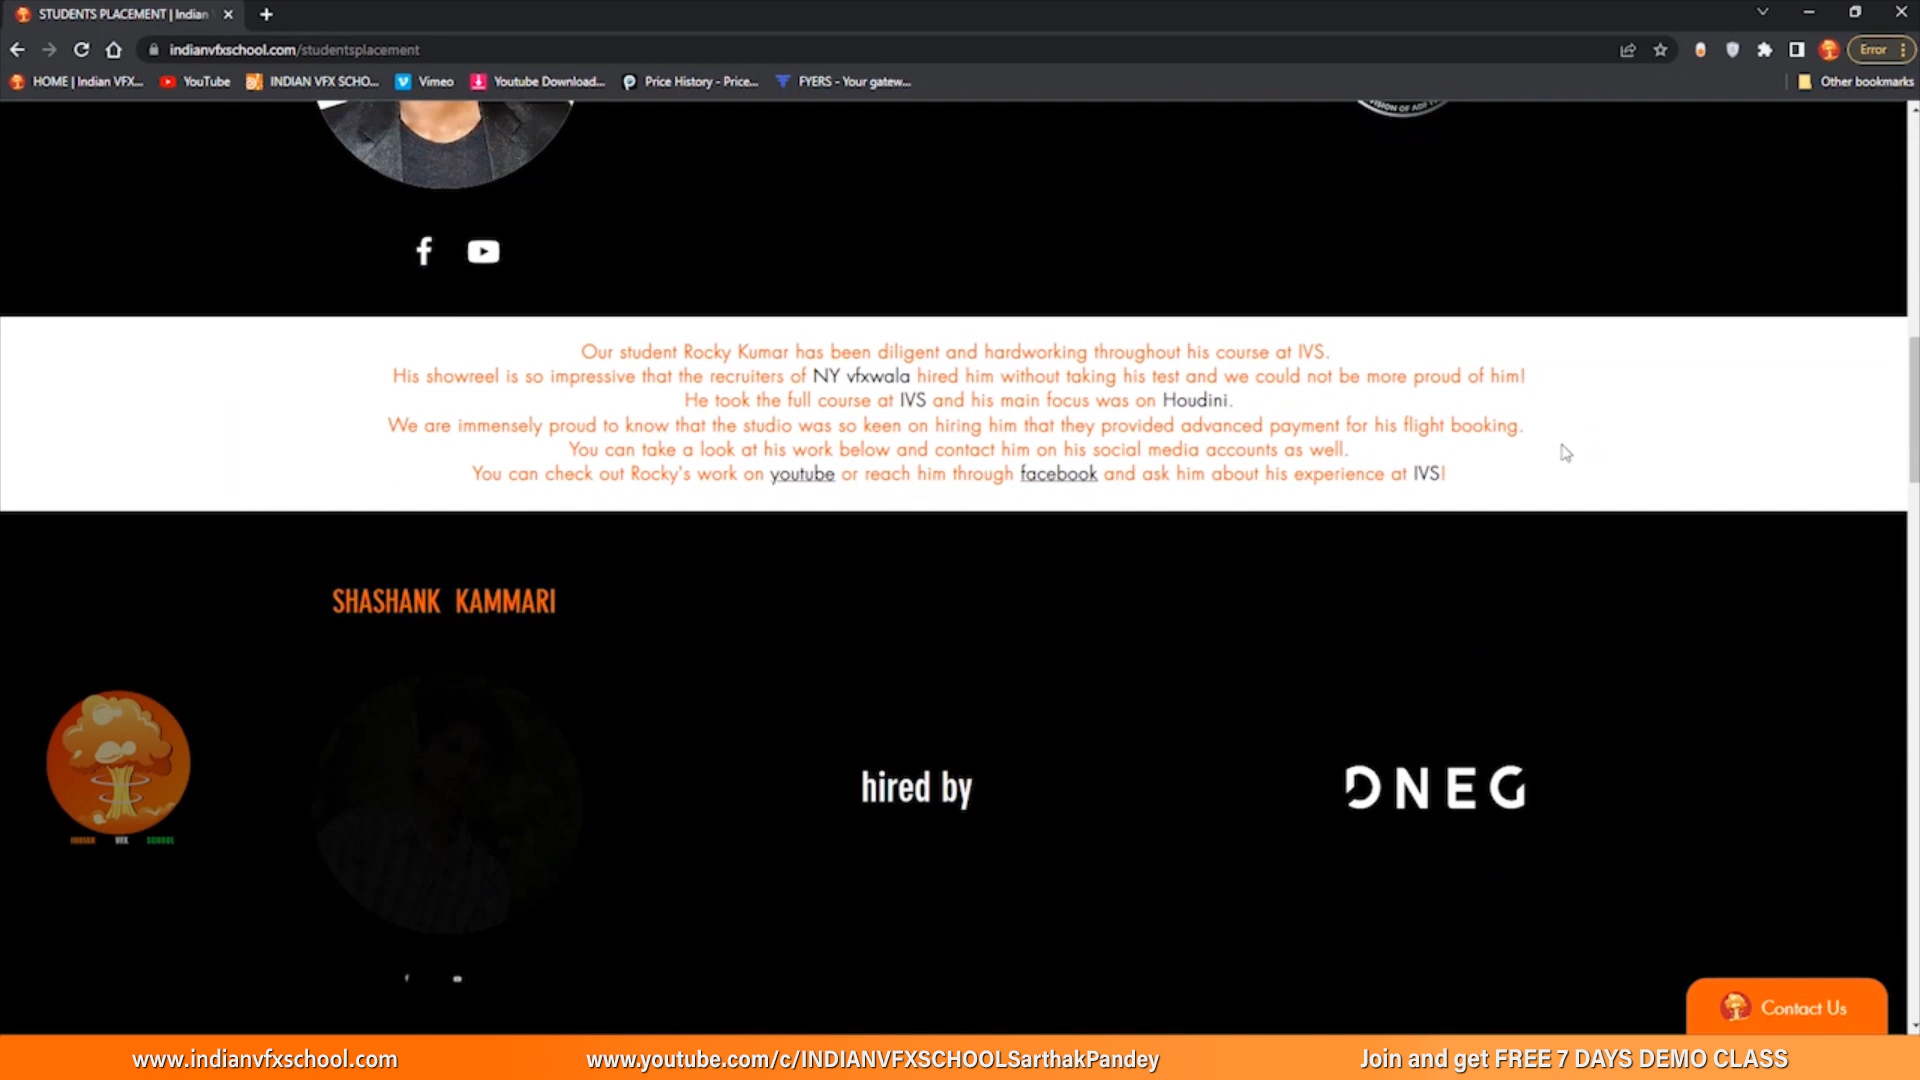 STUDENTS PLACEMENT | Indian
indianvfxschool.com/studentsplacement
Error
HOME | Indian VFX...
YouTube
INDIAN VFX SCHO...
Vimeo
Youtube Download...
Price History - Price...
FYERS - Your gatew...
Other bookmarks
Our student Rocky Kumar has been diligent and hardworking throughout his course at IVS.
His showreel is so impressive that the recruiters of NY vfxwala hired him without taking his test and we could not be more proud of him!
He took the full course at IVS and his main focus was on Houdini.
We are immensely proud to know that the studio was so keen on hiring him that they provided advanced payment for his flight booking.
You can take a look at his work below and contact him on his social media accounts as well.
You can check out Rocky's work on youtube or reach him through facebook and ask him about his experience at IVS!
SHASHANK KAMMARI
INDIAN VFX SCHOOL
hired by
DNEG
Contact Us
www.indianvfxschool.com
www.youtube.com/c/INDIANVFXSCHOOLSarthakPandey
Join and get FREE 7 DAYS DEMO CLASS